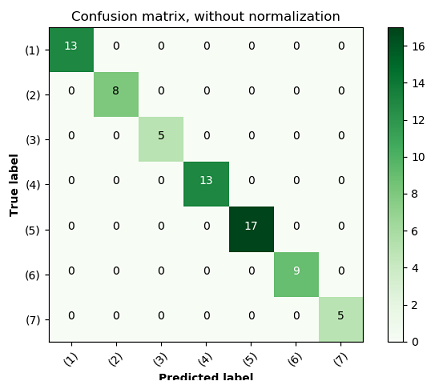 Confusion matrix, without normalization
(1) 13 0 0 0 0 0 0
(2) 0 8 0 0 0 0 0
(3) 0 0 5 0 0 0 0
(4) 0 0 0 13 0 0 0
(5) 0 0 0 0 17 0 0
(6) 0 0 0 0 0 9 0
(7) 0 0 0 0 0 0 5
(1) (2) (3) (4) (5) (6) (7)
True label
Predicted label
16
14
12
10
8
6
4
2
0